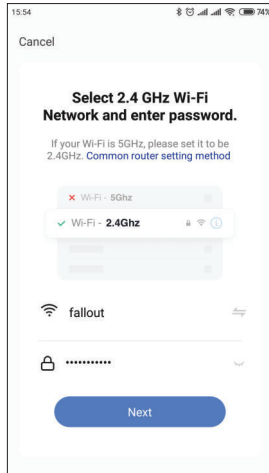 15:54
74%
Cancel
Select 2.4 GHz Wi-Fi
Network and enter password.
If your Wi-Fi is 5GHz, please set it to be
2.4GHz. Common router setting method
Wi-Fi - 5Ghz
Wi-Fi - 2.4Ghz
fallout
•••••••••••
Next